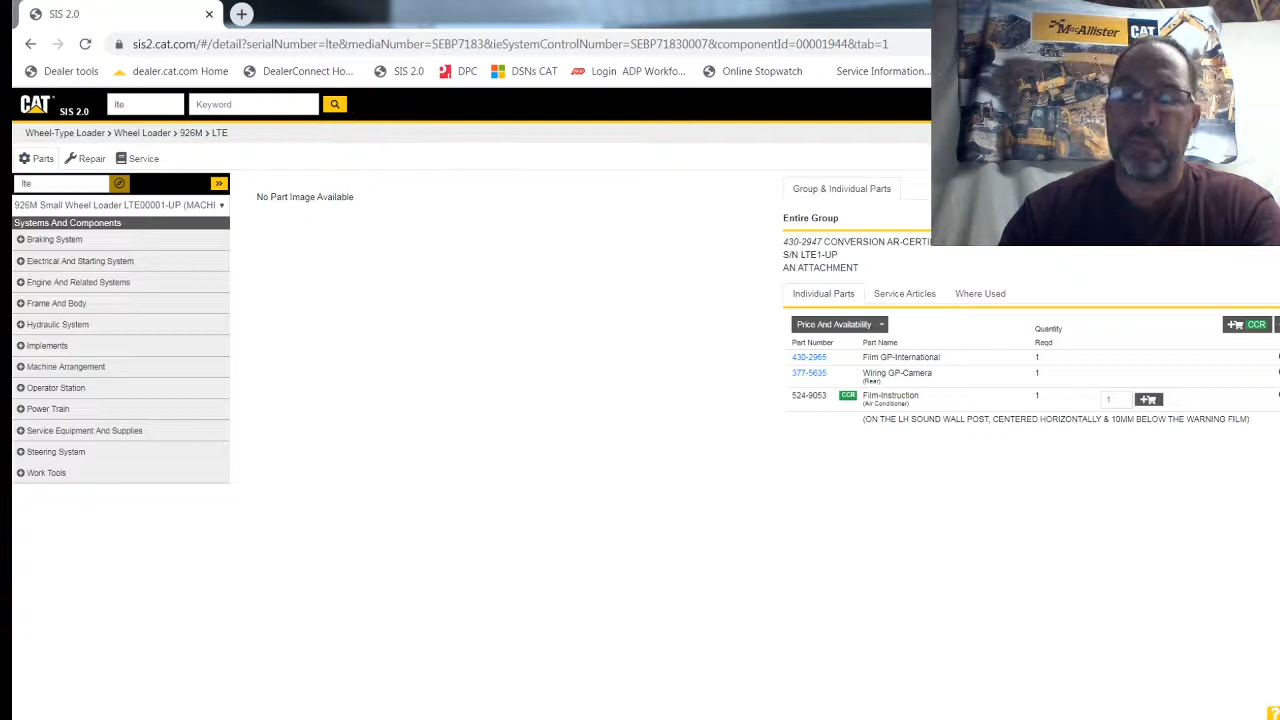 SIS 2.0
sis2.cat.com/#/detail?serialNumber=lte&mediaNumber=SEBP7183&ieSystemControlNumber=SEBP71830007&componentId=00001944&tab=1
Dealer tools dealer.cat.com Home DealerConnect Ho... SIS 2.0 DPC DSNs CAT Login ADP Workfo... Online Stopwatch Service Information...
MacAllister CAT
CAT SIS 2.0 lte Keyword
Wheel-Type Loader > Wheel Loader > 926M > LTE
Parts Repair Service
lte
926M Small Wheel Loader LTE00001-UP (MACHI
Systems And Components
Braking System
Electrical And Starting System
Engine And Related Systems
Frame And Body
Hydraulic System
Implements
Machine Arrangement
Operator Station
Power Train
Service Equipment And Supplies
Steering System
Work Tools
No Part Image Available
Group & Individual Parts
Entire Group
430-2947 CONVERSION AR-CERTI
S/N LTE1-UP
AN ATTACHMENT
Individual Parts Service Articles Where Used
Price And Availability Quantity CCR
Part Number Part Name Reqd
430-2965 Film GP-International 1
377-5635 Wiring GP-Camera 1
(Rear)
524-9053 CCR Film-Instruction 1 1
(Air Conditioner)
(ON THE LH SOUND WALL POST, CENTERED HORIZONTALLY & 10MM BELOW THE WARNING FILM)
?